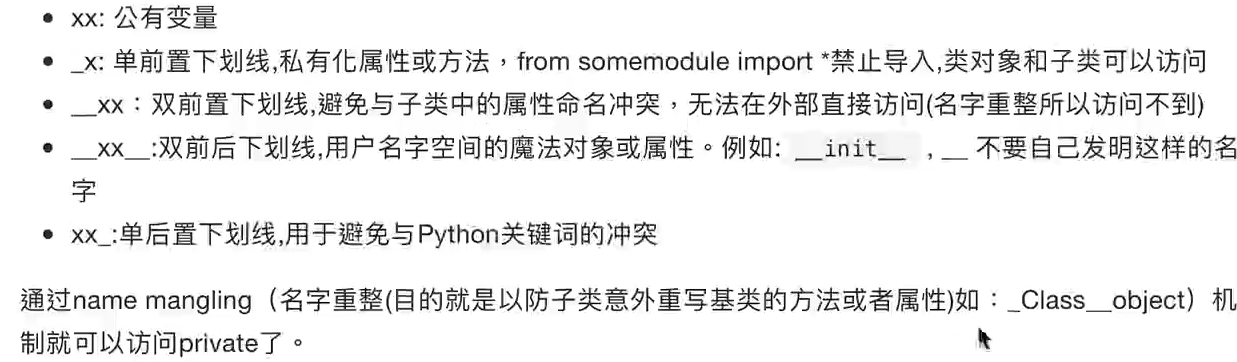 • xx: 公有变量
• _x: 单前置下划线,私有化属性或方法，from somemodule import *禁止导入,类对象和子类可以访问
• __xx：双前置下划线,避免与子类中的属性命名冲突，无法在外部直接访问(名字重整所以访问不到)
• __xx__:双前后下划线,用户名字空间的魔法对象或属性。例如: __init__ , __ 不要自己发明这样的名
字
• xx_:单后置下划线,用于避免与Python关键词的冲突
通过name mangling（名字重整(目的就是以防子类意外重写基类的方法或者属性)如：_Class__object）机
制就可以访问private了。